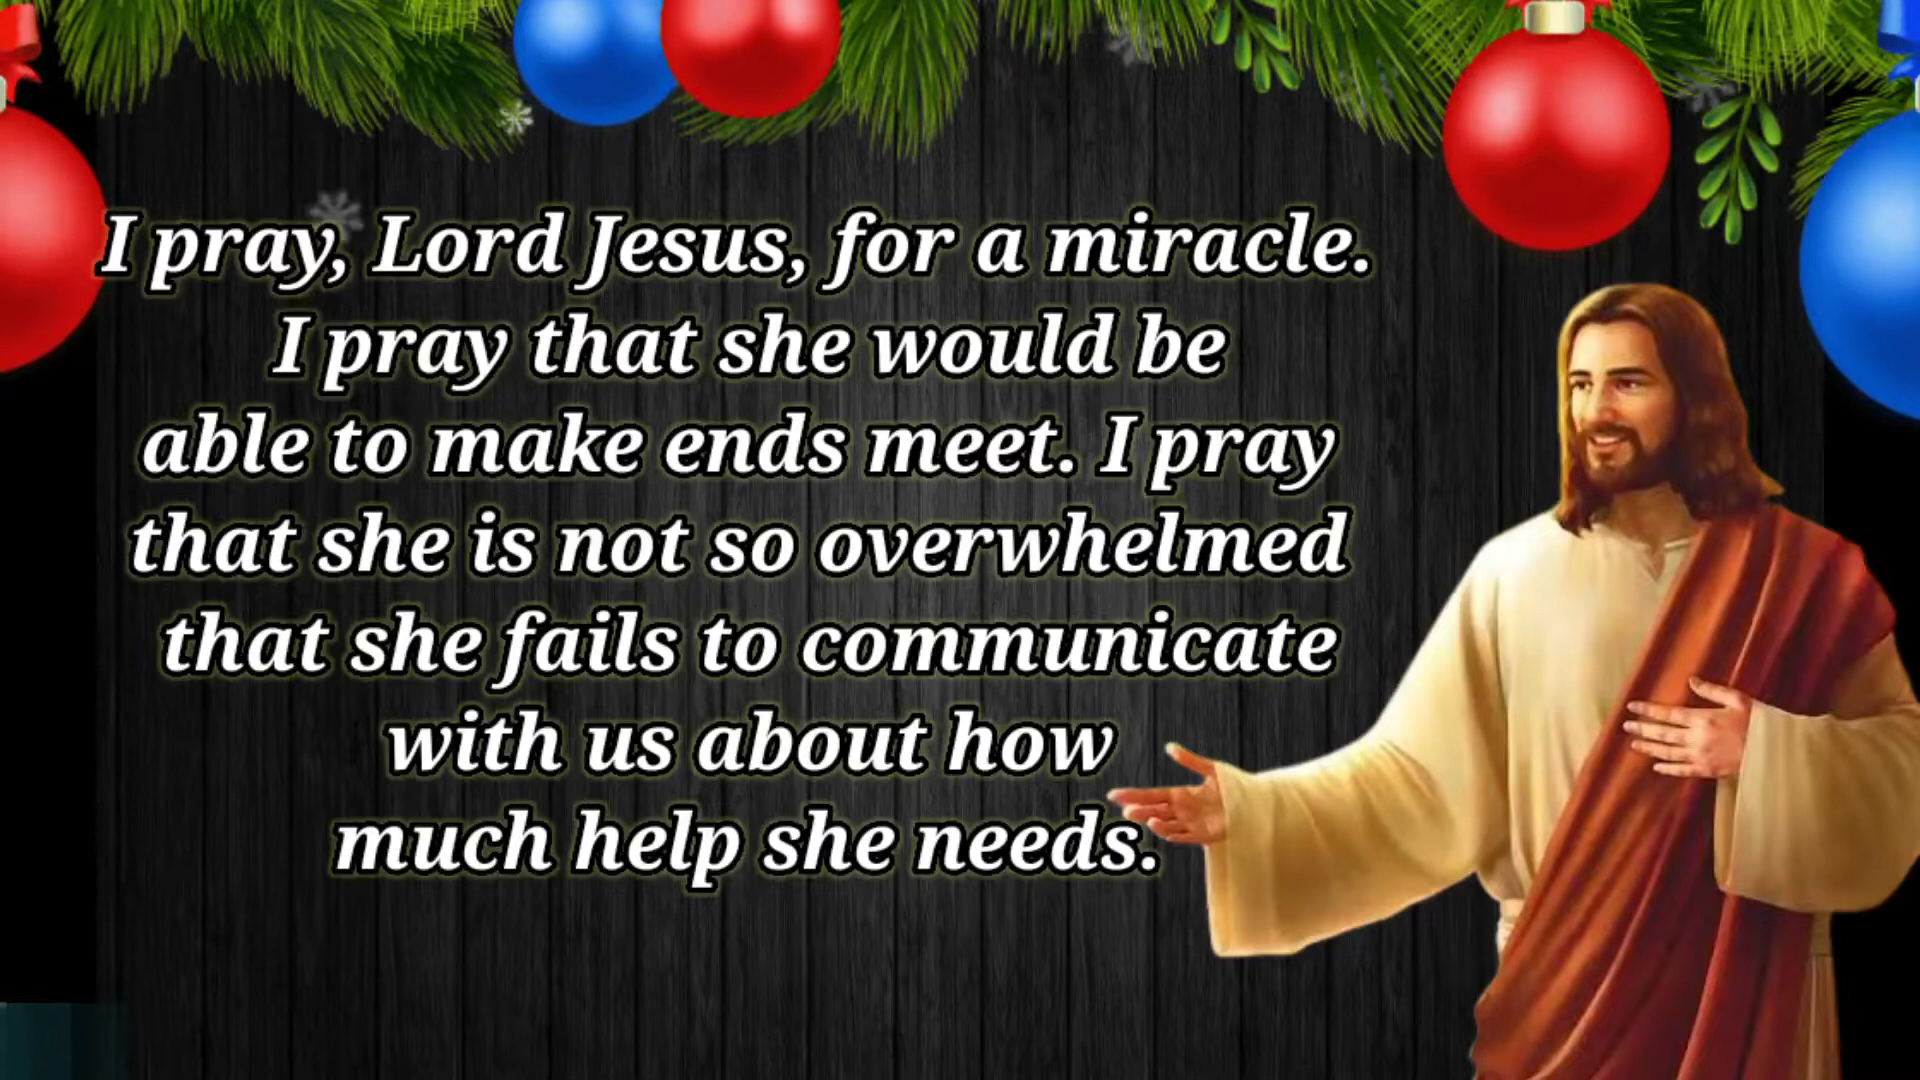 I pray, Lord Jesus, for a miracle.
I pray that she would be
able to make ends meet. I pray
that she is not so overwhelmed
that she fails to communicate
with us about how
much help she needs.